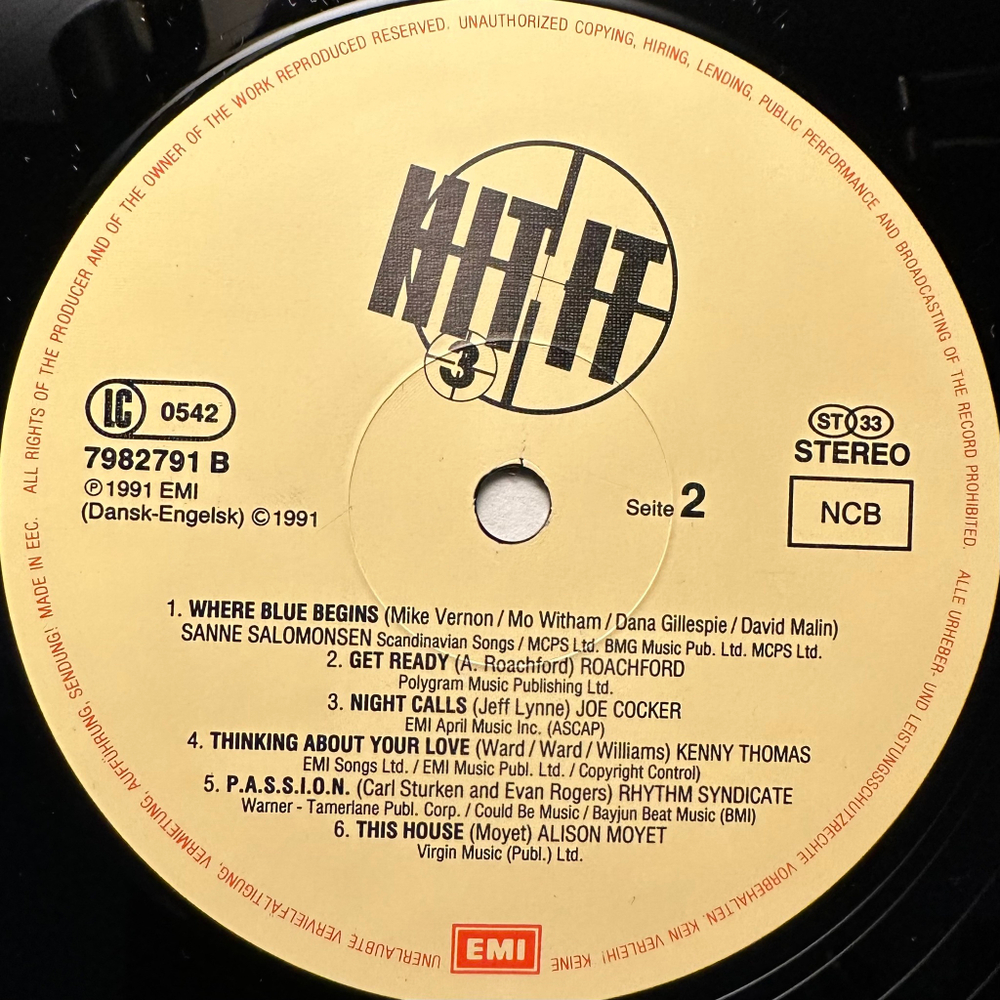 ALL RIGHTS OF THE PRODUCER AND OF THE OWNER OF THE WORK REPRODUCED RESERVED. UNAUTHORIZED COPYING, HIRING, LENDING, PUBLIC PERFORMANCE AND BROADCASTING OF THE RECORD PROHIBITED.
HIT IT
3
LC 0542
7982791 B
Ⓟ1991 EMI
(Dansk-Engelsk) ©1991
Seite 2
ST 33
STEREO
NCB
1. WHERE BLUE BEGINS (Mike Vernon / Mo Witham / Dana Gillespie / David Malin)
SANNE SALOMONSEN Scandinavian Songs / MCPS Ltd. BMG Music Pub. Ltd. MCPS Ltd.
2. GET READY (A. Roachford) ROACHFORD
Polygram Music Publishing Ltd.
3. NIGHT CALLS (Jeff Lynne) JOE COCKER
EMI April Music Inc. (ASCAP)
4. THINKING ABOUT YOUR LOVE (Ward / Ward / Williams) KENNY THOMAS
EMI Songs Ltd. / EMI Music Publ. Ltd. / Copyright Control)
5. P.A.S.S.I.O.N. (Carl Sturken and Evan Rogers) RHYTHM SYNDICATE
Warner - Tamerlane Publ. Corp. / Could Be Music / Bayjun Beat Music (BMI)
6. THIS HOUSE (Moyet) ALISON MOYET
Virgin Music (Publ.) Ltd.
EMI
ALLE URHEBER- UND LEISTUNGSSCHUTZRECHTE VORBEHALTEN. KEIN VERLEIH! KEINE UNERLAUBTE VERVIELFÄLTIGUNG, VERMIETUNG, AUFFÜHRUNG, SENDUNG! MADE IN EEC.